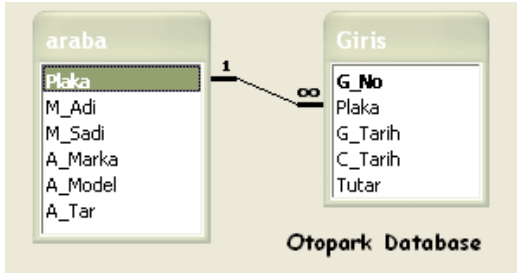 araba
Plaka
M_Adi
M_Sadi
A_Marka
A_Model
A_Tar
1
∞
Giris
G_No
Plaka
G_Tarih
C_Tarih
Tutar
Otopark Database